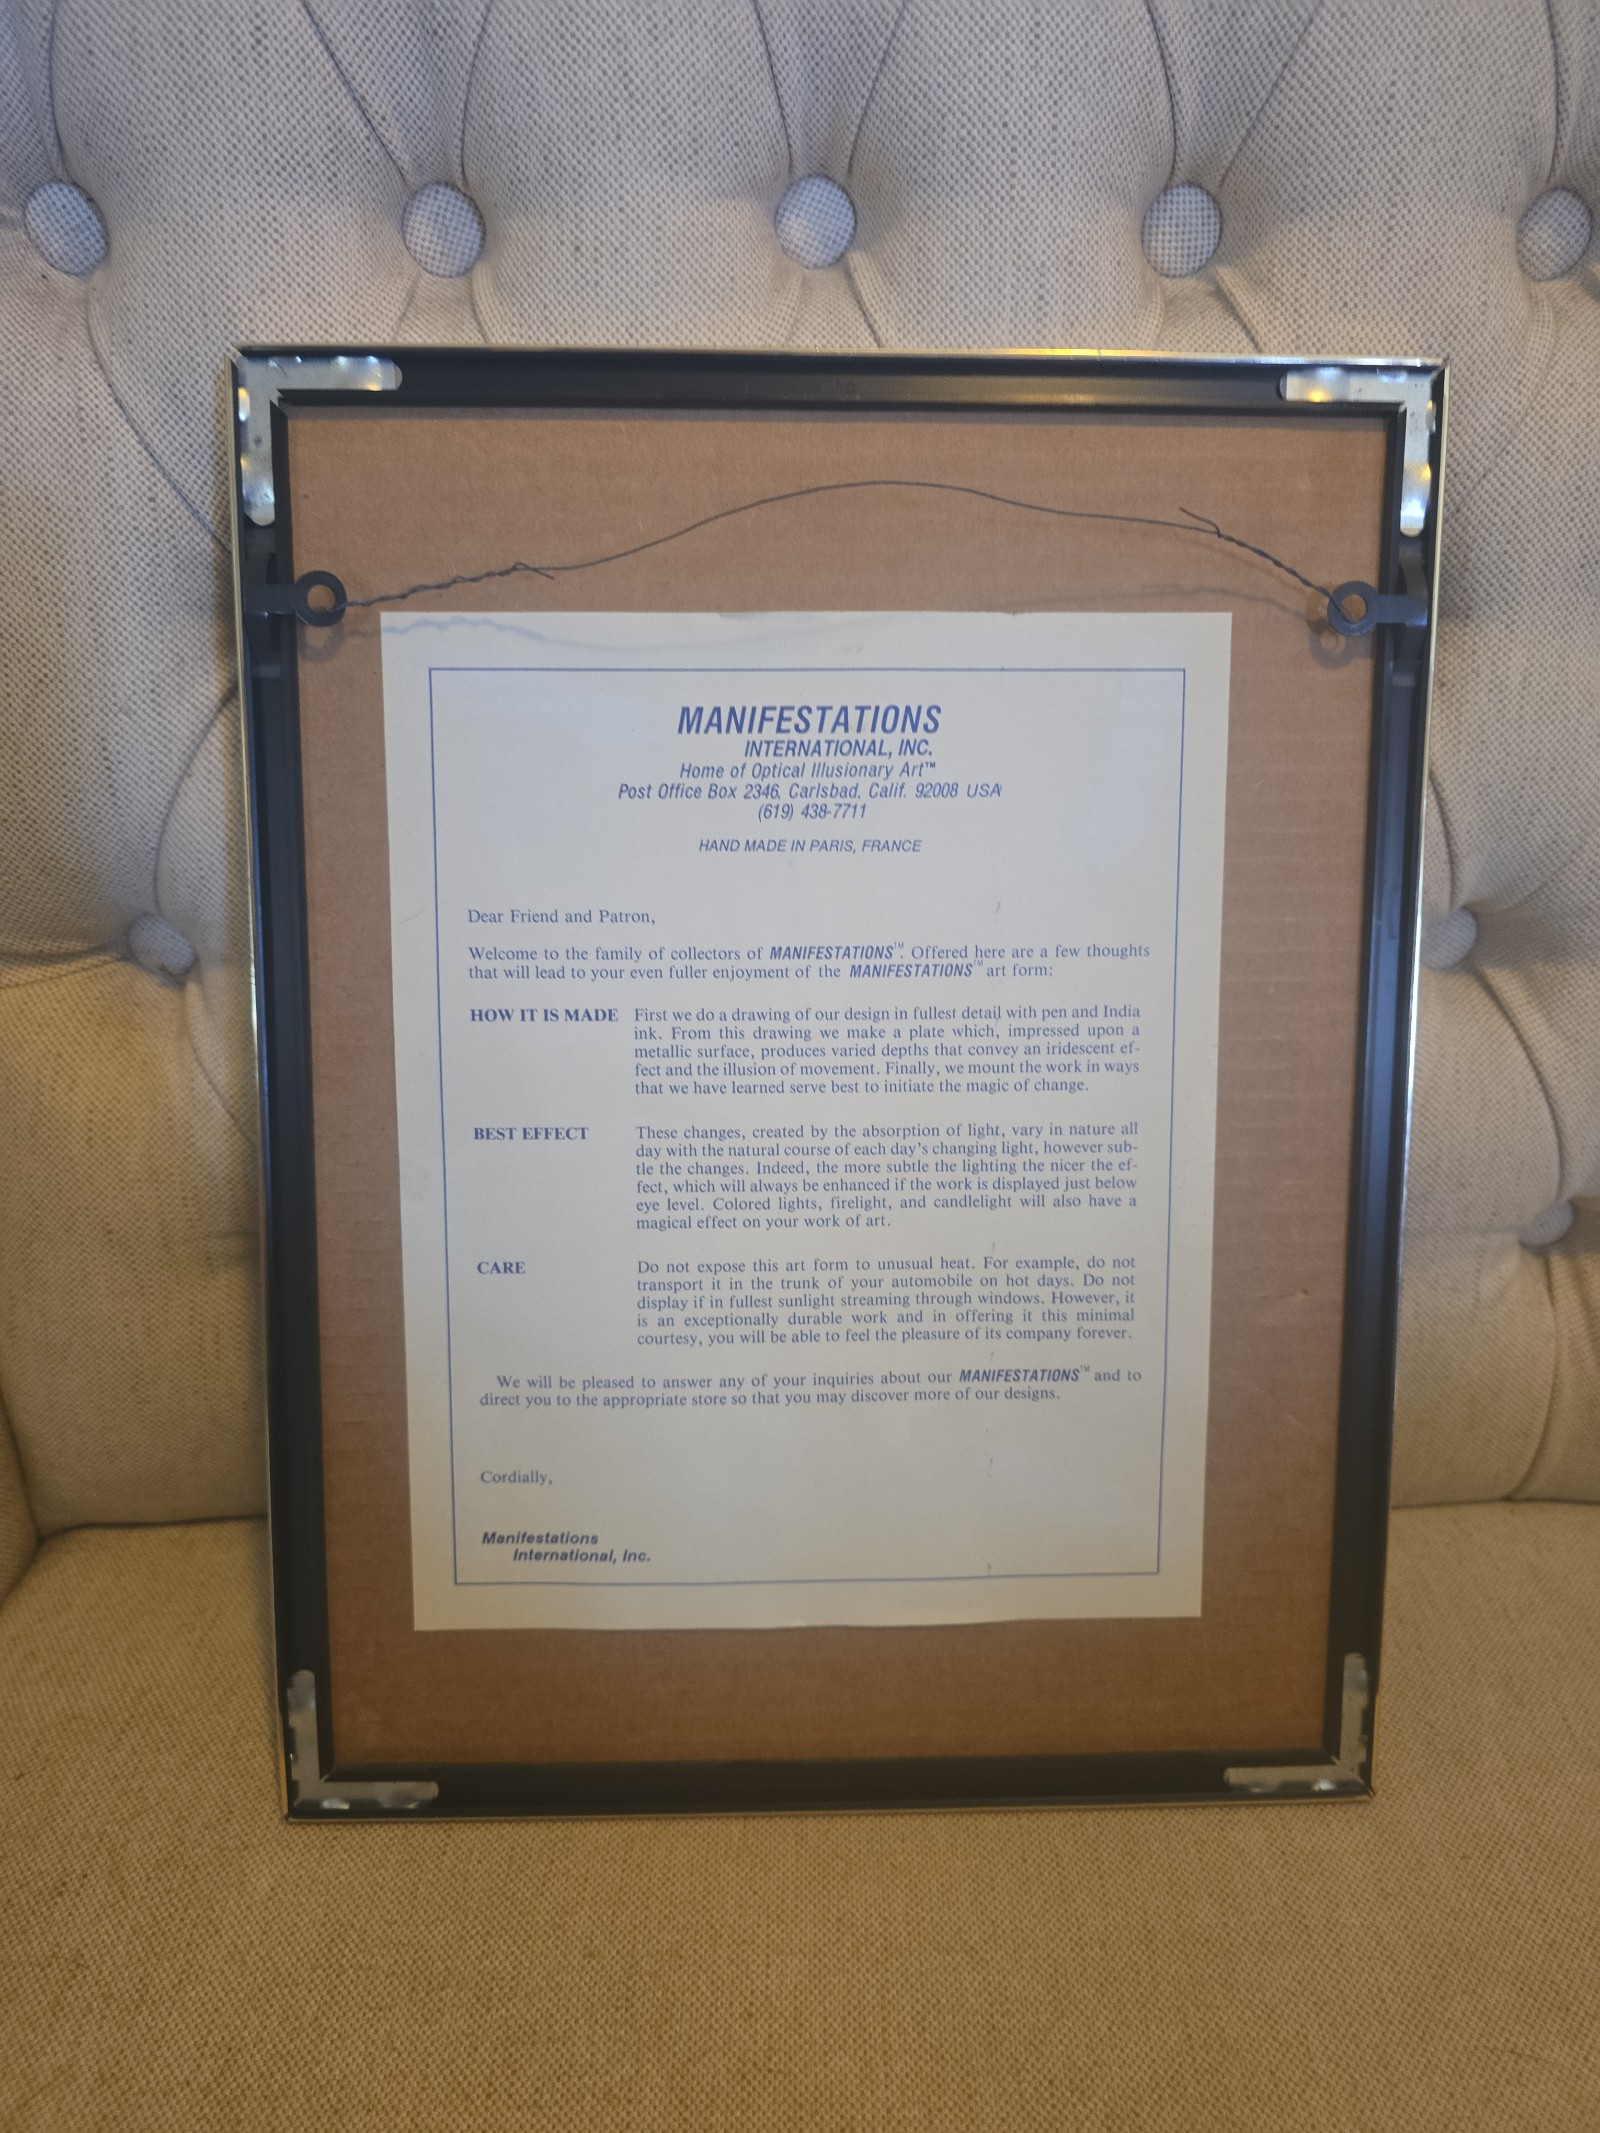 MANIFESTATIONS
INTERNATIONAL, INC.
Home of Optical Illusionary Art™
Post Office Box 2346, Carlsbad, Calif. 92008 USA
(619) 438-7711
HAND MADE IN PARIS, FRANCE
Dear Friend and Patron,
Welcome to the family of collectors of MANIFESTATIONS™. Offered here are a few thoughts
that will lead to your even fuller enjoyment of the MANIFESTATIONS™ art form:
HOW IT IS MADE First we do a drawing of our design in fullest detail with pen and India
ink. From this drawing we make a plate which, impressed upon a
metallic surface, produces varied depths that convey an iridescent ef-
fect and the illusion of movement. Finally, we mount the work in ways
that we have learned serve best to initiate the magic of change.
BEST EFFECT These changes, created by the absorption of light, vary in nature all
day with the natural course of each day's changing light, however sub-
tle the changes. Indeed, the more subtle the lighting the nicer the ef-
fect, which will always be enhanced if the work is displayed just below
eye level. Colored lights, firelight, and candlelight will also have a
magical effect on your work of art.
CARE Do not expose this art form to unusual heat. For example, do not
transport it in the trunk of your automobile on hot days. Do not
display if in fullest sunlight streaming through windows. However, it
is an exceptionally durable work and in offering it this minimal
courtesy, you will be able to feel the pleasure of its company forever.
We will be pleased to answer any of your inquiries about our MANIFESTATIONS™ and to
direct you to the appropriate store so that you may discover more of our designs.
Cordially,
Manifestations
International, Inc.